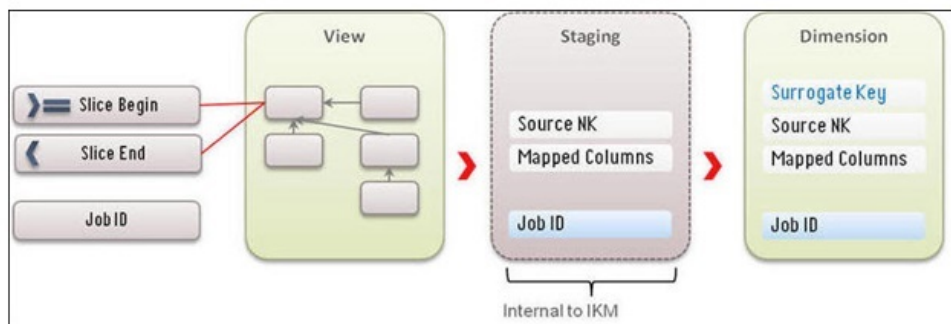 View
Staging
Dimension
Slice Begin
Slice End
Job ID
Source NK
Mapped Columns
Job ID
Surrogate Key
Source NK
Mapped Columns
Job ID
Internal to IKM